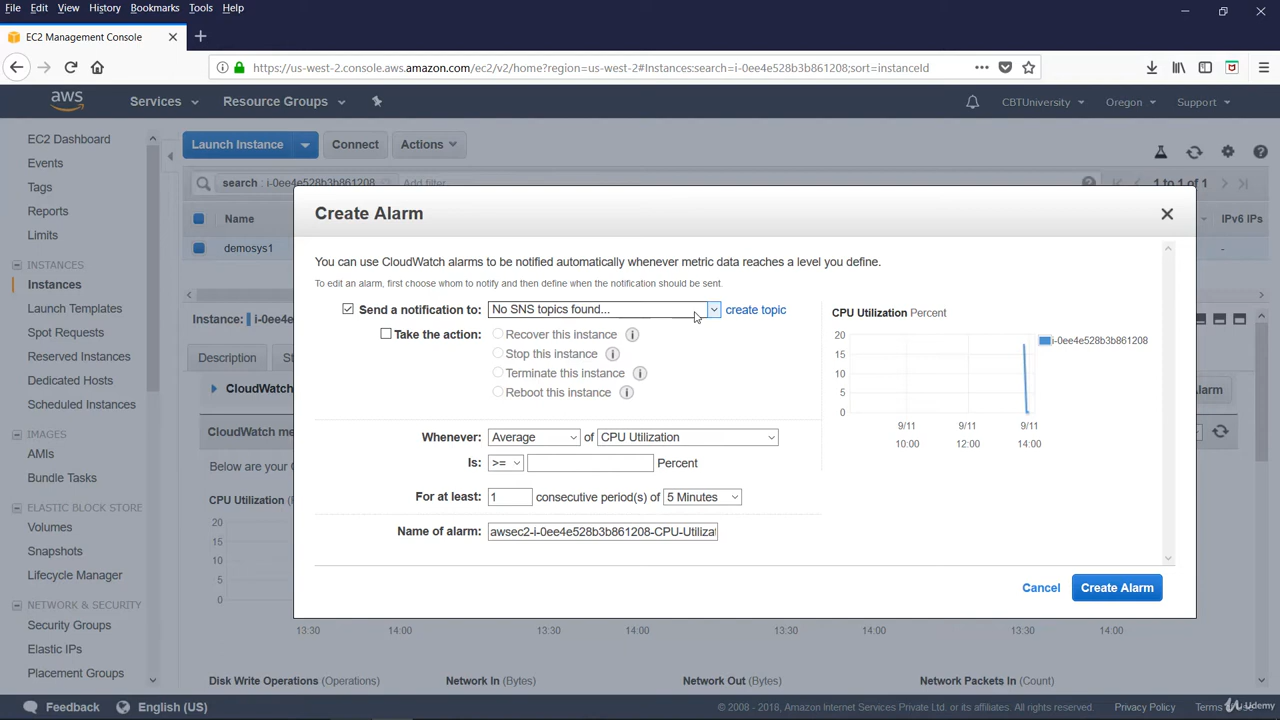 File Edit View History Bookmarks Tools Help
EC2 Management Console
https://us-west-2.console.aws.amazon.com/ec2/v2/home?region=us-west-2#Instances:search=i-0ee4e528b3b861208;sort=instanceId
aws Services Resource Groups CBTUniversity Oregon Support
EC2 Dashboard
Events
Tags
Reports
Limits
INSTANCES
Instances
Launch Templates
Spot Requests
Reserved Instances
Dedicated Hosts
Scheduled Instances
IMAGES
AMIs
Bundle Tasks
ELASTIC BLOCK STORE
Volumes
Snapshots
Lifecycle Manager
NETWORK & SECURITY
Security Groups
Elastic IPs
Placement Groups
Launch Instance Connect Actions
search : i-0ee4e528b3b861208 Add filter 1 to 1 of 1
Name IPv6 IPs
demosys1 -
Instance: i-0ee4e
Description St
CloudWatch
CloudWatch me
Below are your C
CPU Utilization
20
15
10
5
0
Create Alarm
You can use CloudWatch alarms to be notified automatically whenever metric data reaches a level you define.
To edit an alarm, first choose whom to notify and then define when the notification should be sent.
Send a notification to: No SNS topics found... create topic
Take the action: Recover this instance
Stop this instance
Terminate this instance
Reboot this instance
Whenever: Average of CPU Utilization
Is: >= Percent
For at least: 1 consecutive period(s) of 5 Minutes
Name of alarm: awsec2-i-0ee4e528b3b861208-CPU-Utiliza
CPU Utilization Percent
20
15
10
5
0
i-0ee4e528b3b861208
9/11 9/11 9/11
10:00 12:00 14:00
Cancel Create Alarm
larm
13:30 14:00 13:30 14:00 13:30 14:00 13:30 14:00
Disk Write Operations (Operations) Network In (Bytes) Network Out (Bytes) Network Packets In (Count)
Feedback English (US) © 2008 - 2018, Amazon Internet Services Private Ltd. or its affiliates. All rights reserved. Privacy Policy Terms
Udemy